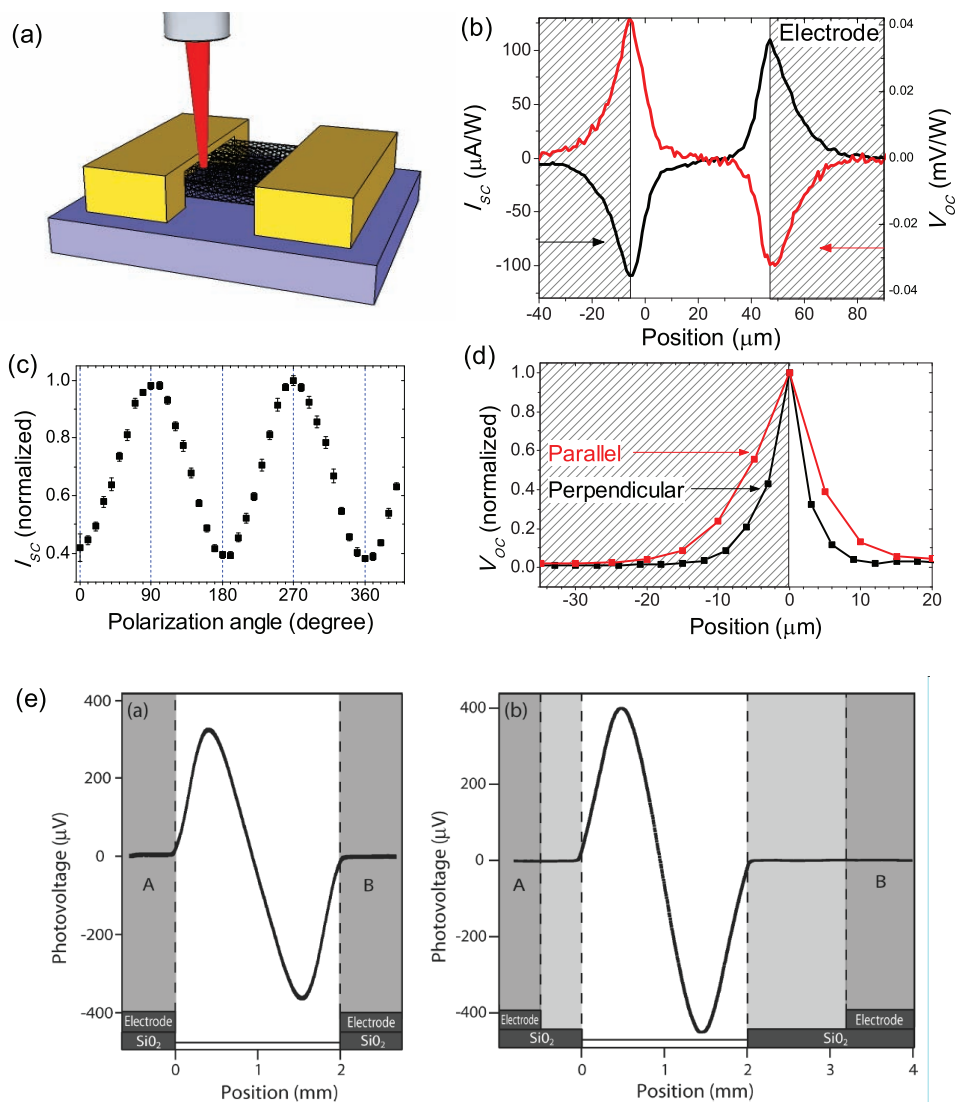 (a)
(b)
Electrode
I_SC (μA/W)
100
50
0
-50
-100
V_OC (mV/W)
0.04
0.02
0.00
-0.02
-0.04
-40 -20 0 20 40 60 80
Position (μm)
(c)
I_SC (normalized)
1.0
0.8
0.6
0.4
0 90 180 270 360
Polarization angle (degree)
(d)
V_OC (normalized)
1.0
0.8
0.6
0.4
0.2
0.0
Parallel
Perpendicular
-30 -20 -10 0 10 20
Position (μm)
(e)
(a)
Photovoltage (μV)
400
200
0
-200
-400
A
B
Electrode
Electrode
SiO₂
SiO₂
0 1 2
Position (mm)
(b)
Photovoltage (μV)
400
200
0
-200
-400
A
B
Electrode
Electrode
SiO₂
SiO₂
0 1 2 3 4
Position (mm)